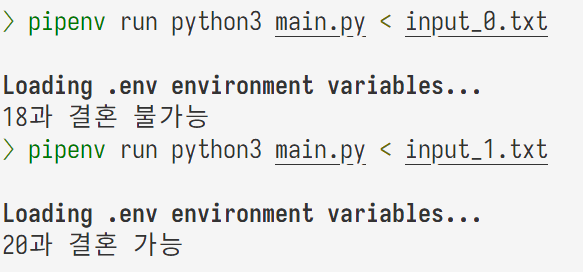 ❯ pipenv run python3 main.py < input_0.txt
Loading .env environment variables...
18과 결혼 불가능
❯ pipenv run python3 main.py < input_1.txt
Loading .env environment variables...
20과 결혼 가능